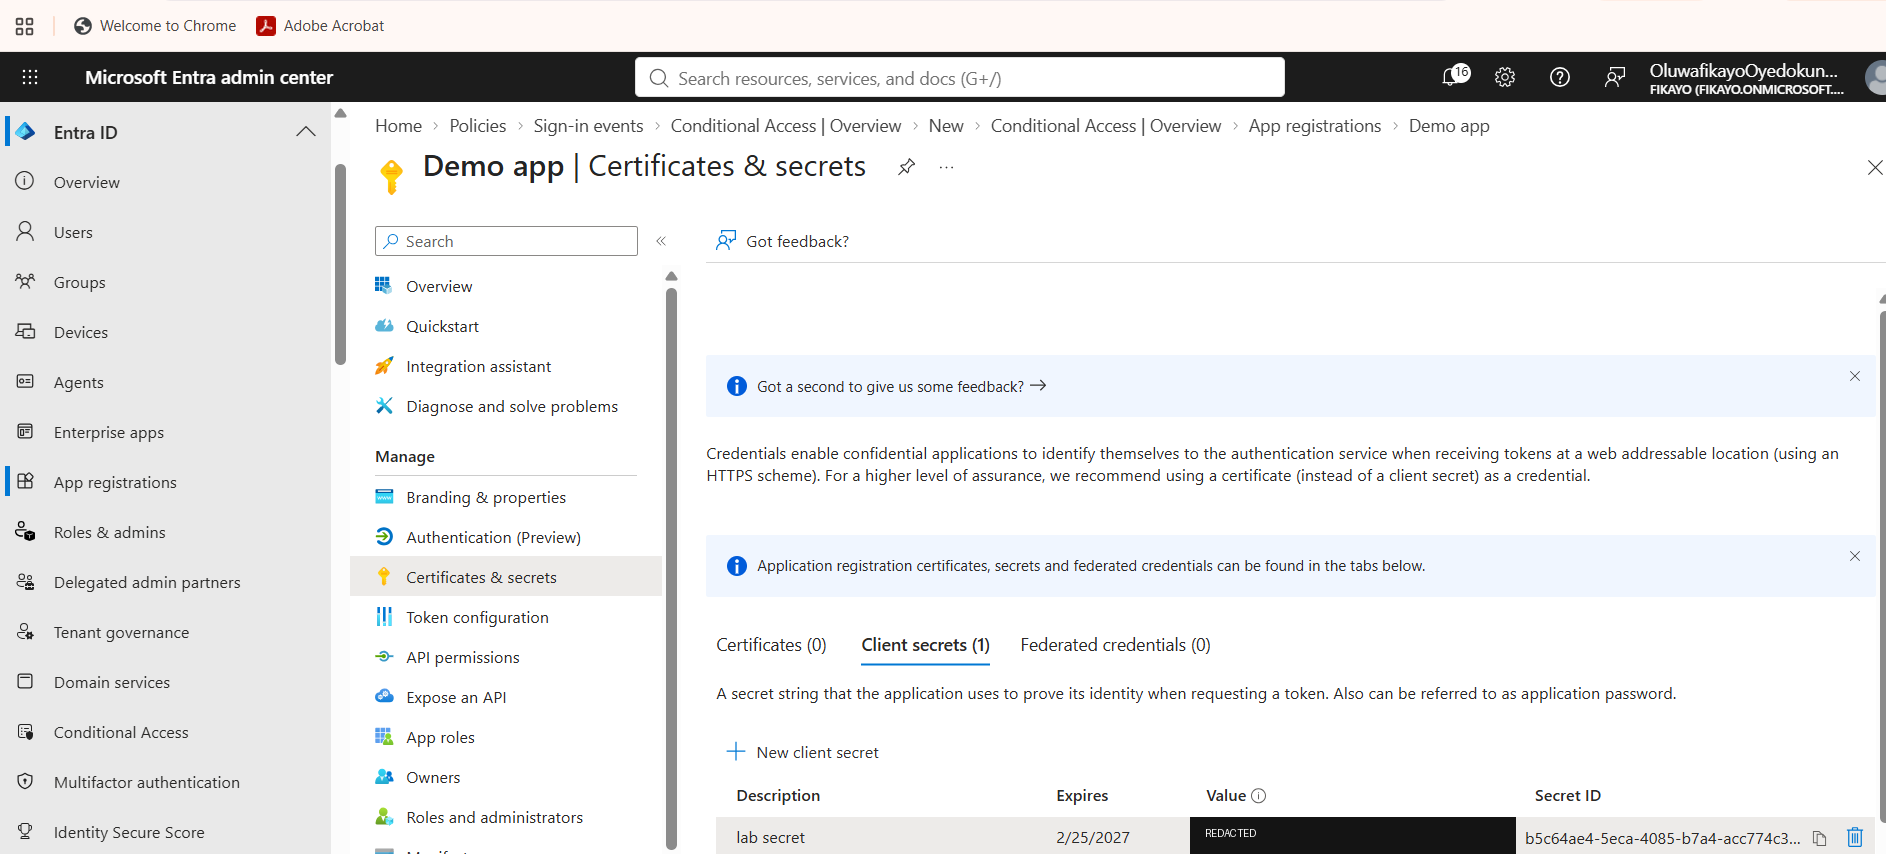 Welcome to Chrome
Adobe Acrobat
Microsoft Entra admin center
Search resources, services, and docs (G+/)
16
OluwafikayoOyedokun...
FIKAYO (FIKAYO.ONMICROSOFT....
Entra ID
Overview
Users
Groups
Devices
Agents
Enterprise apps
App registrations
Roles & admins
Delegated admin partners
Tenant governance
Domain services
Conditional Access
Multifactor authentication
Identity Secure Score
Home > Policies > Sign-in events > Conditional Access | Overview > New > Conditional Access | Overview > App registrations > Demo app
Demo app | Certificates & secrets
Search
Overview
Quickstart
Integration assistant
Diagnose and solve problems
Manage
Branding & properties
Authentication (Preview)
Certificates & secrets
Token configuration
API permissions
Expose an API
App roles
Owners
Roles and administrators
Got feedback?
Got a second to give us some feedback?
Credentials enable confidential applications to identify themselves to the authentication service when receiving tokens at a web addressable location (using an
HTTPS scheme). For a higher level of assurance, we recommend using a certificate (instead of a client secret) as a credential.
Application registration certificates, secrets and federated credentials can be found in the tabs below.
Certificates (0) Client secrets (1) Federated credentials (0)
A secret string that the application uses to prove its identity when requesting a token. Also can be referred to as application password.
New client secret
Description Expires Value Secret ID
lab secret 2/25/2027 REDACTED b5c64ae4-5eca-4085-b7a4-acc774c3...